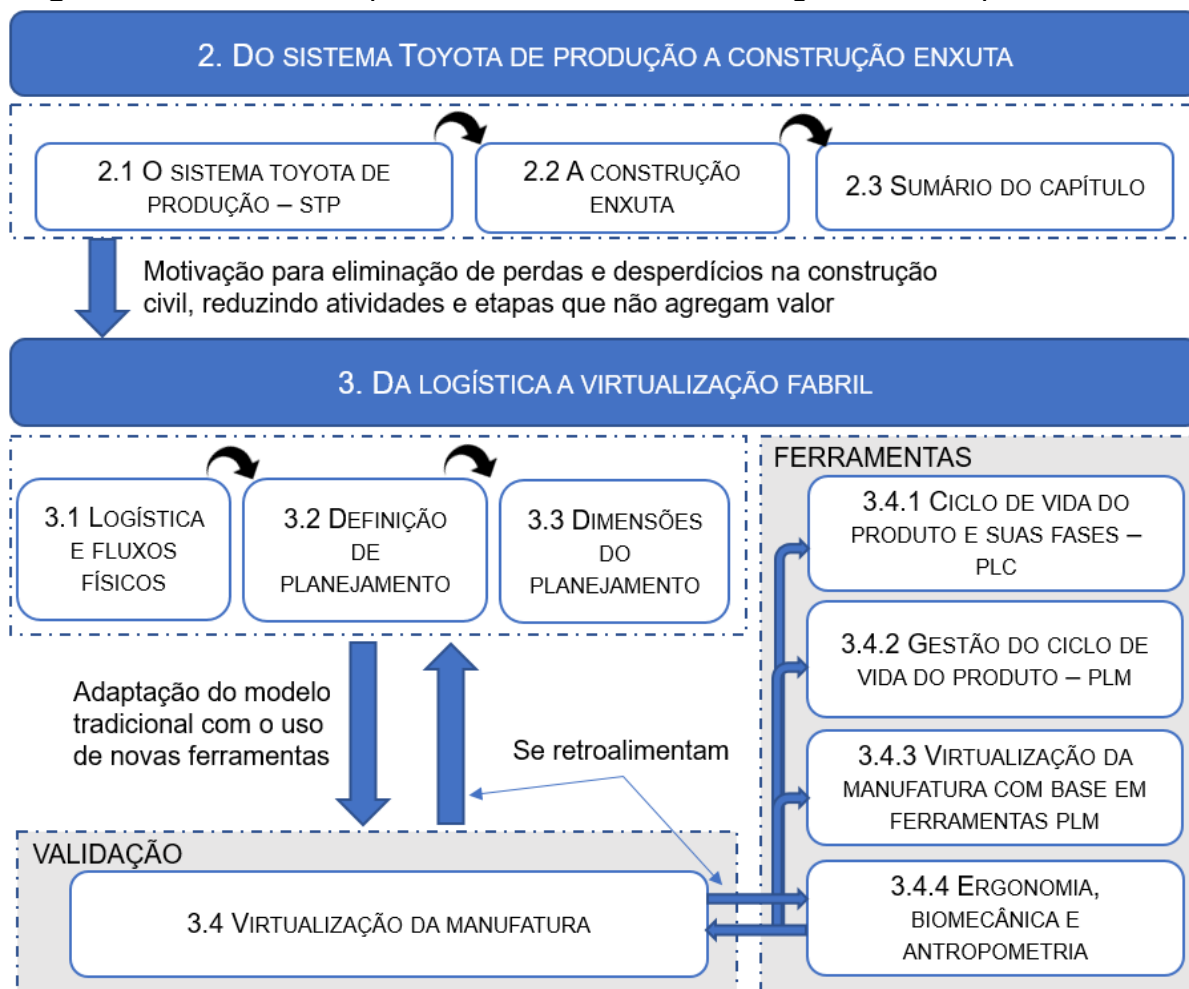 2. DO SISTEMA TOYOTA DE PRODUÇÃO A CONSTRUÇÃO ENXUTA
2.1 O SISTEMA TOYOTA DE
PRODUÇÃO – STP
2.2 A CONSTRUÇÃO
ENXUTA
2.3 SUMÁRIO DO CAPÍTULO
Motivação para eliminação de perdas e desperdícios na construção
civil, reduzindo atividades e etapas que não agregam valor
3. DA LOGÍSTICA A VIRTUALIZAÇÃO FABRIL
3.1 LOGÍSTICA
E FLUXOS
FÍSICOS
3.2 DEFINIÇÃO
DE
PLANEJAMENTO
3.3 DIMENSÕES
DO
PLANEJAMENTO
FERRAMENTAS
3.4.1 CICLO DE VIDA DO
PRODUTO E SUAS FASES –
PLC
3.4.2 GESTÃO DO CICLO DE
VIDA DO PRODUTO – PLM
3.4.3 VIRTUALIZAÇÃO DA
MANUFATURA COM BASE EM
FERRAMENTAS PLM
3.4.4 ERGONOMIA,
BIOMECÂNICA E
ANTROPOMETRIA
Adaptação do modelo
tradicional com o uso
de novas ferramentas
Se retroalimentam
VALIDAÇÃO
3.4 VIRTUALIZAÇÃO DA MANUFATURA